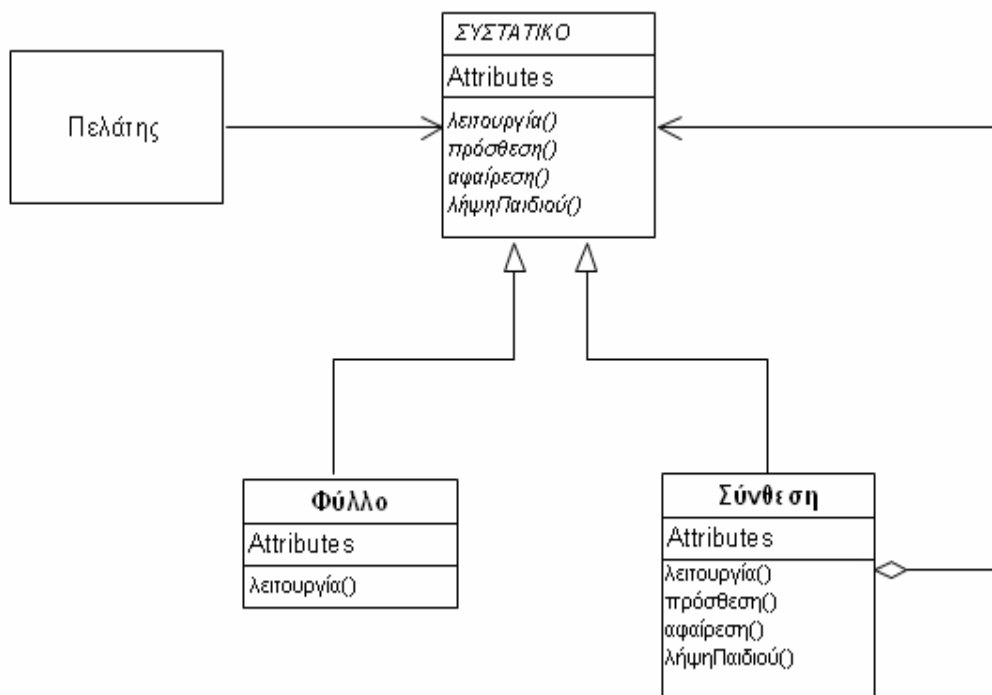 ΣΥΣΤΑΤΙΚΟ
Attributes
λειτουργία()
πρόσθεση()
αφαίρεση()
λήψηΠαιδιού()
Πελάτης
Φύλλο
Attributes
λειτουργία()
Σύνθεση
Attributes
λειτουργία()
πρόσθεση()
αφαίρεση()
λήψηΠαιδιού()